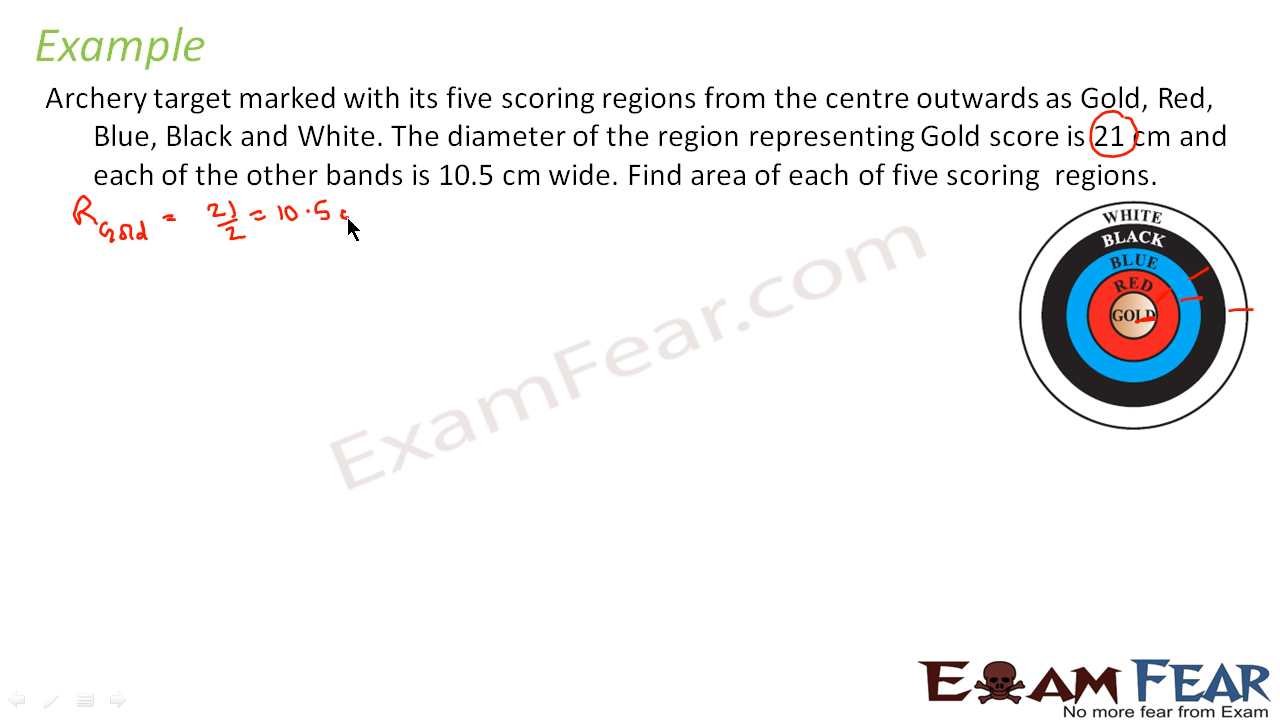 Example
Archery target marked with its five scoring regions from the centre outwards as Gold, Red,
Blue, Black and White. The diameter of the region representing Gold score is 21 cm and
each of the other bands is 10.5 cm wide. Find area of each of five scoring regions.
R Gold = 21/2 = 10.5 c
WHITE
BLACK
BLUE
RED
GOLD
ExamFear.com
EXAM FEAR
No more fear from Exam